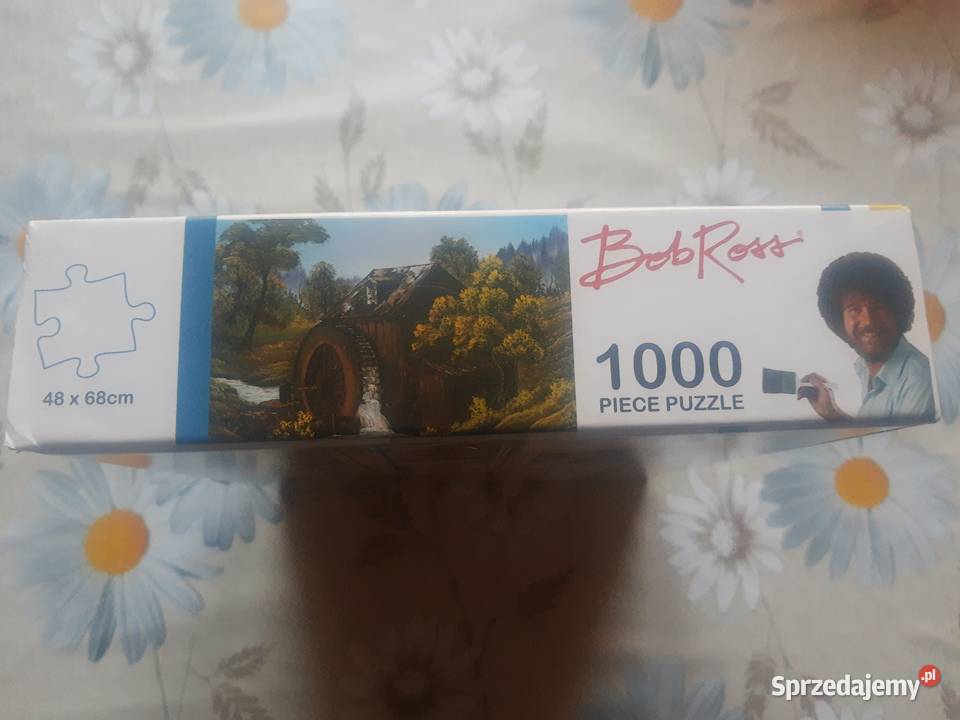 48 x 68cm
Bob Ross®
1000
PIECE PUZZLE
Sprzedajemy.pl